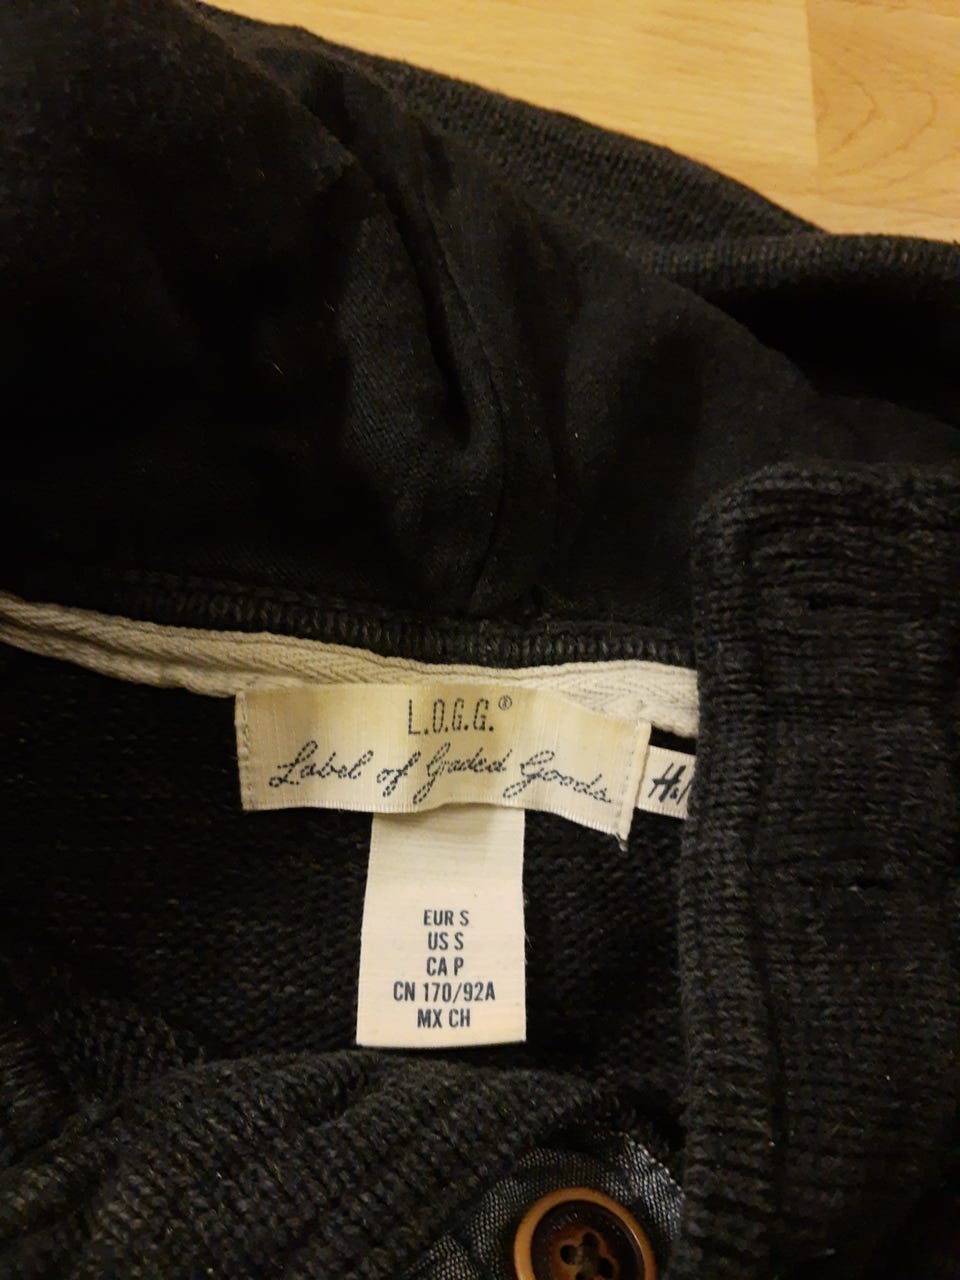 L.O.G.G.®
Label of Graded Goods
EUR S
US S
CA P
CN 170/92A
MX CH